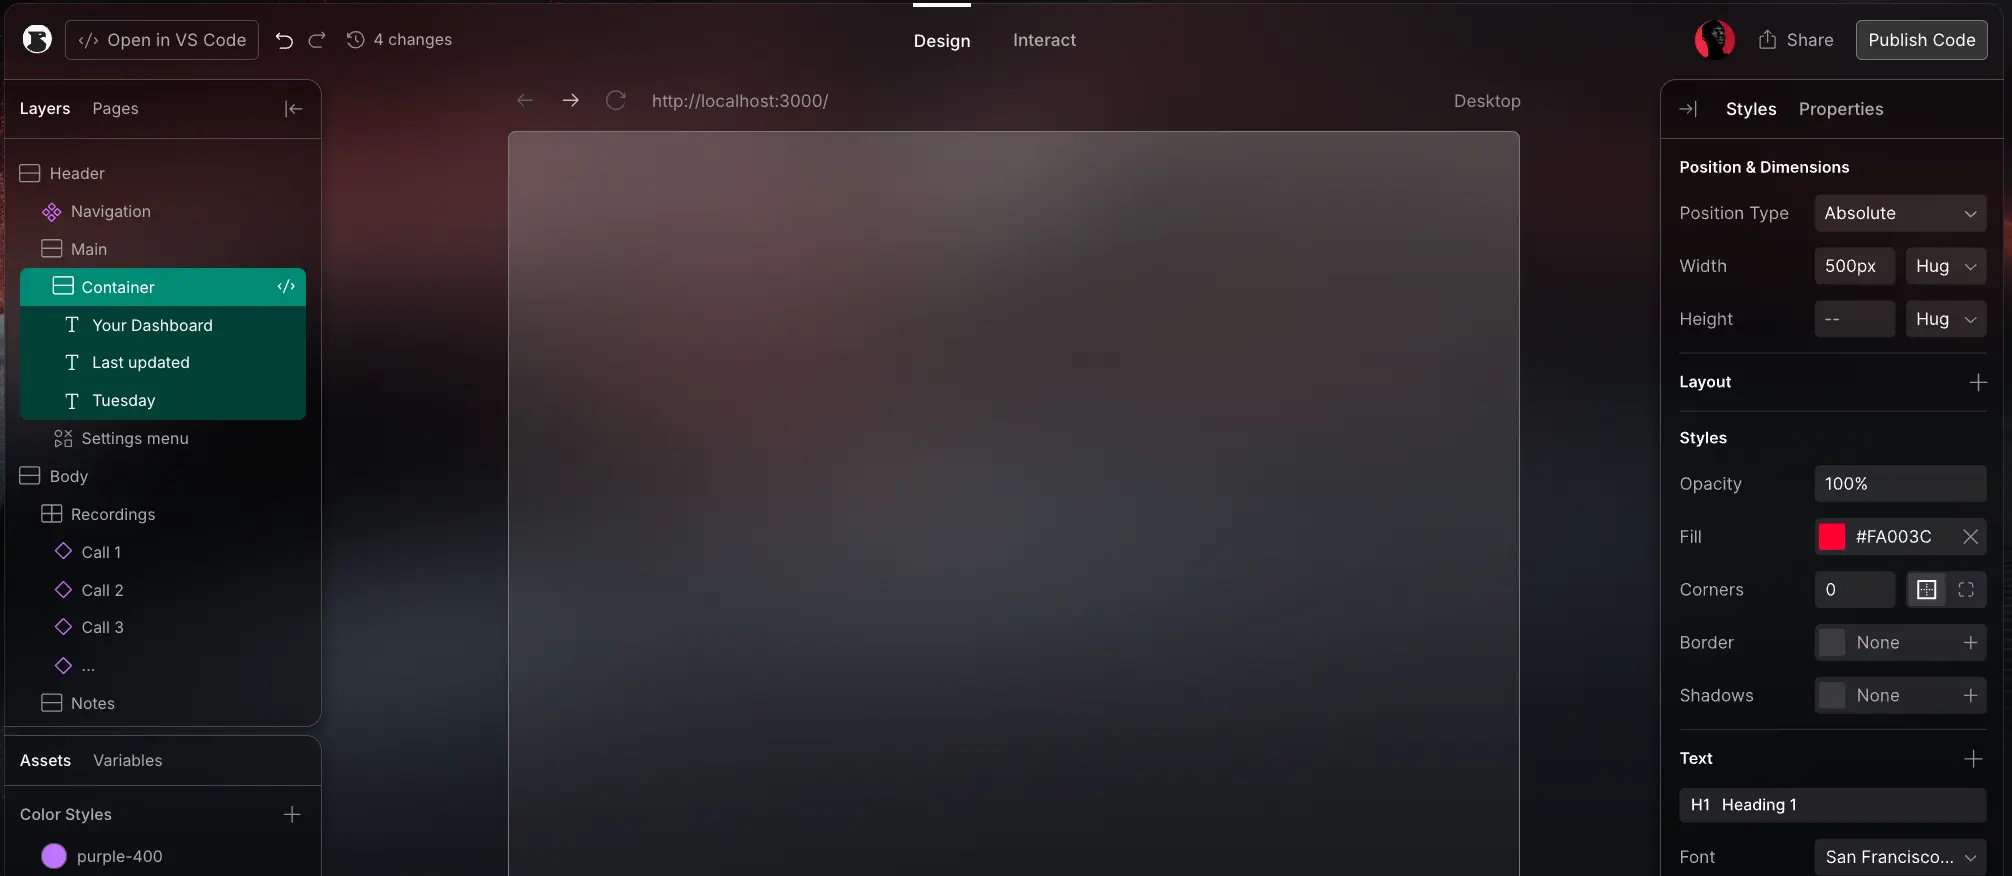 </> Open in VS Code
4 changes
Design
Interact
Share
Publish Code
Layers Pages
Header
Navigation
Main
Container </>
Your Dashboard
Last updated
Tuesday
Settings menu
Body
Recordings
Call 1
Call 2
Call 3
...
Notes
Assets Variables
Color Styles
purple-400
http://localhost:3000/
Desktop
Styles Properties
Position & Dimensions
Position Type Absolute
Width 500px Hug
Height -- Hug
Layout
Styles
Opacity 100%
Fill #FA003C
Corners 0
Border None
Shadows None
Text
H1 Heading 1
Font San Francisco...